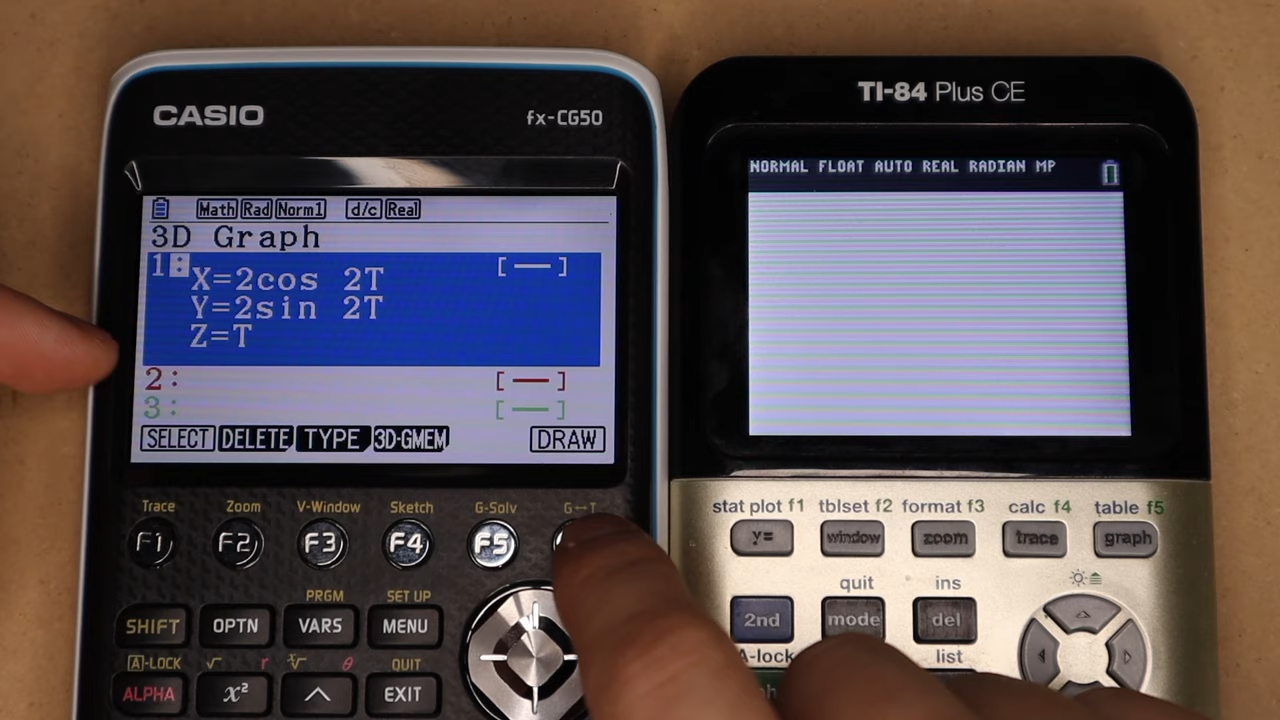 CASIO
fx-CG50
Math Rad Norm1 d/c Real
3D Graph
1:
X=2cos 2T
Y=2sin 2T
Z=T
2:
3:
SELECT DELETE TYPE 3D·GMEM DRAW
Trace Zoom V-Window Sketch G-Solv G↔T
F1 F2 F3 F4 F5
PRGM SET UP
SHIFT OPTN VARS MENU
A-LOCK √ r ˣ√ θ QUIT
ALPHA x² ^ EXIT
TI-84 Plus CE
NORMAL FLOAT AUTO REAL RADIAN MP
stat plot f1 tblset f2 format f3 calc f4 table f5
y= window zoom trace graph
quit ins
2nd mode del
A-lock list